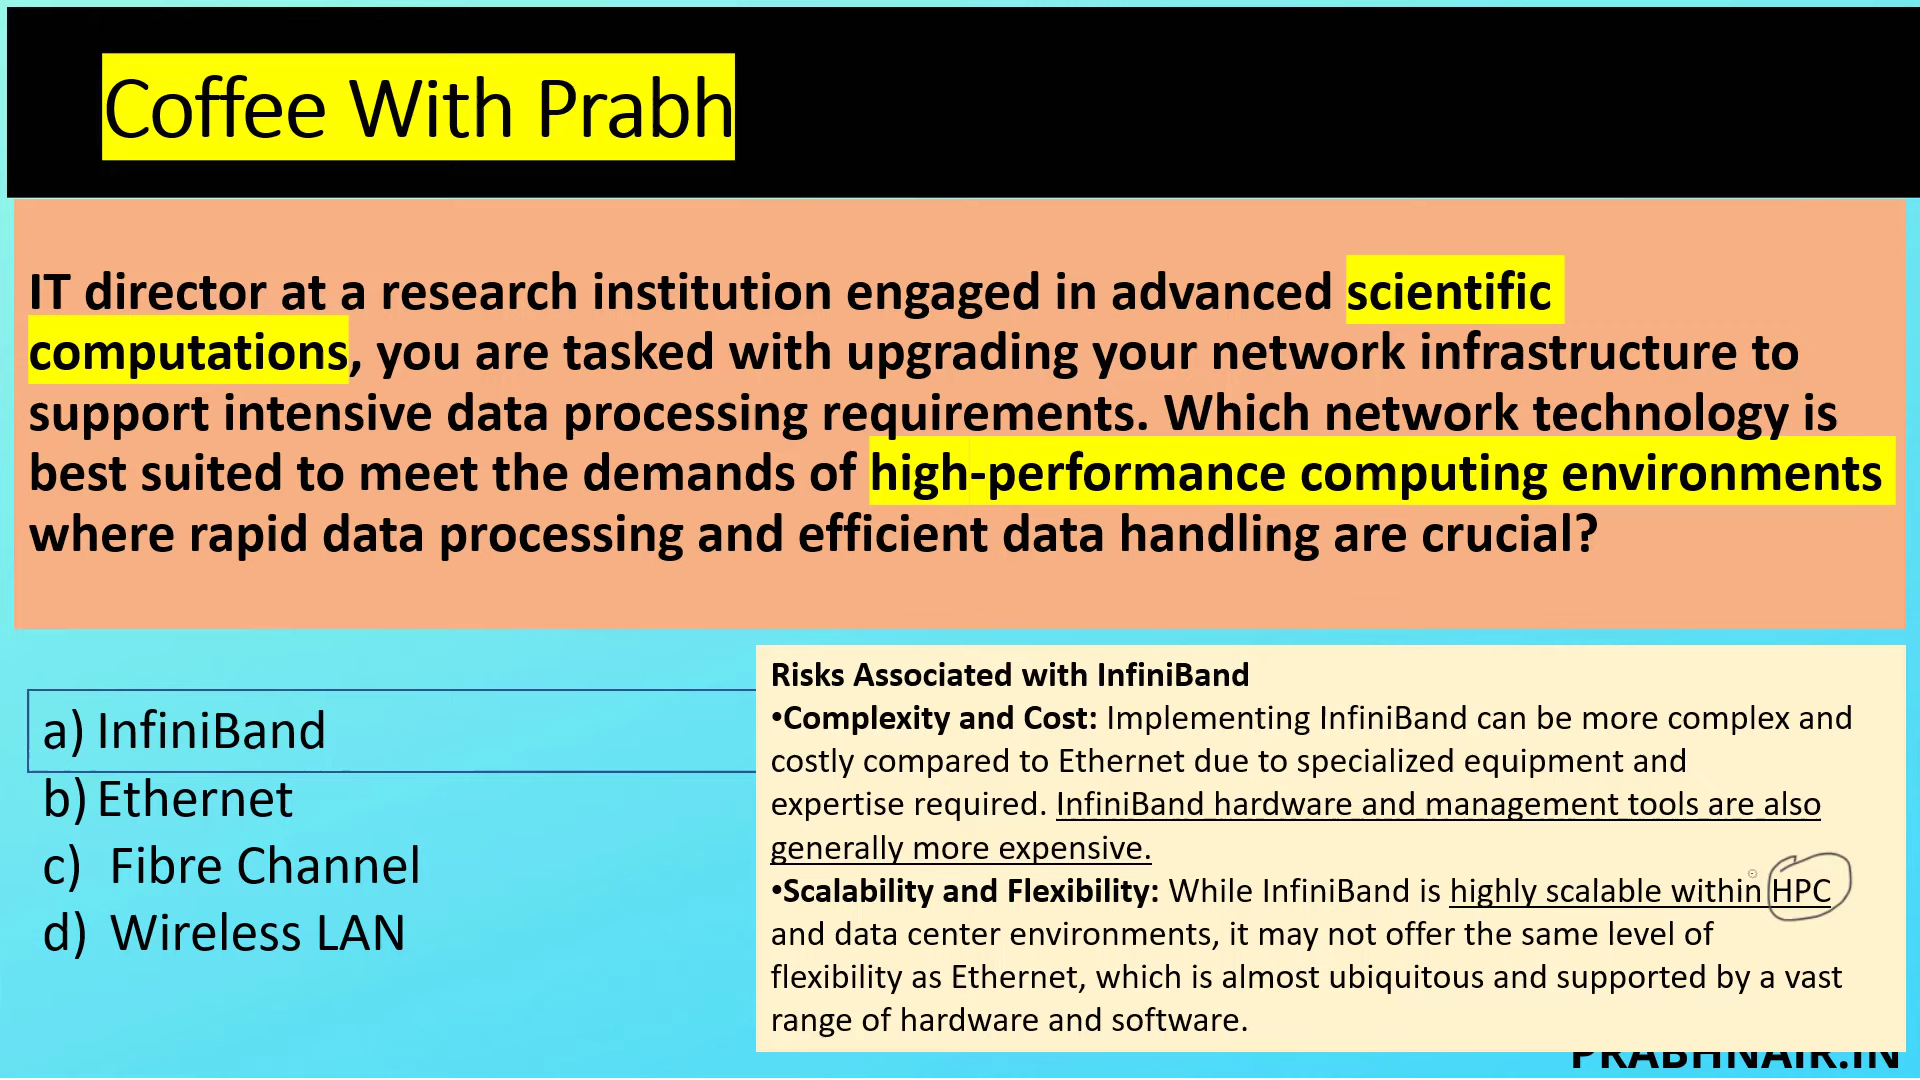 Coffee With Prabh
IT director at a research institution engaged in advanced scientific
computations, you are tasked with upgrading your network infrastructure to
support intensive data processing requirements. Which network technology is
best suited to meet the demands of high-performance computing environments
where rapid data processing and efficient data handling are crucial?
a) InfiniBand
b) Ethernet
c) Fibre Channel
d) Wireless LAN
Risks Associated with InfiniBand
•Complexity and Cost: Implementing InfiniBand can be more complex and
costly compared to Ethernet due to specialized equipment and
expertise required. InfiniBand hardware and management tools are also
generally more expensive.
•Scalability and Flexibility: While InfiniBand is highly scalable within HPC
and data center environments, it may not offer the same level of
flexibility as Ethernet, which is almost ubiquitous and supported by a vast
range of hardware and software.
PRABHNAIR.IN